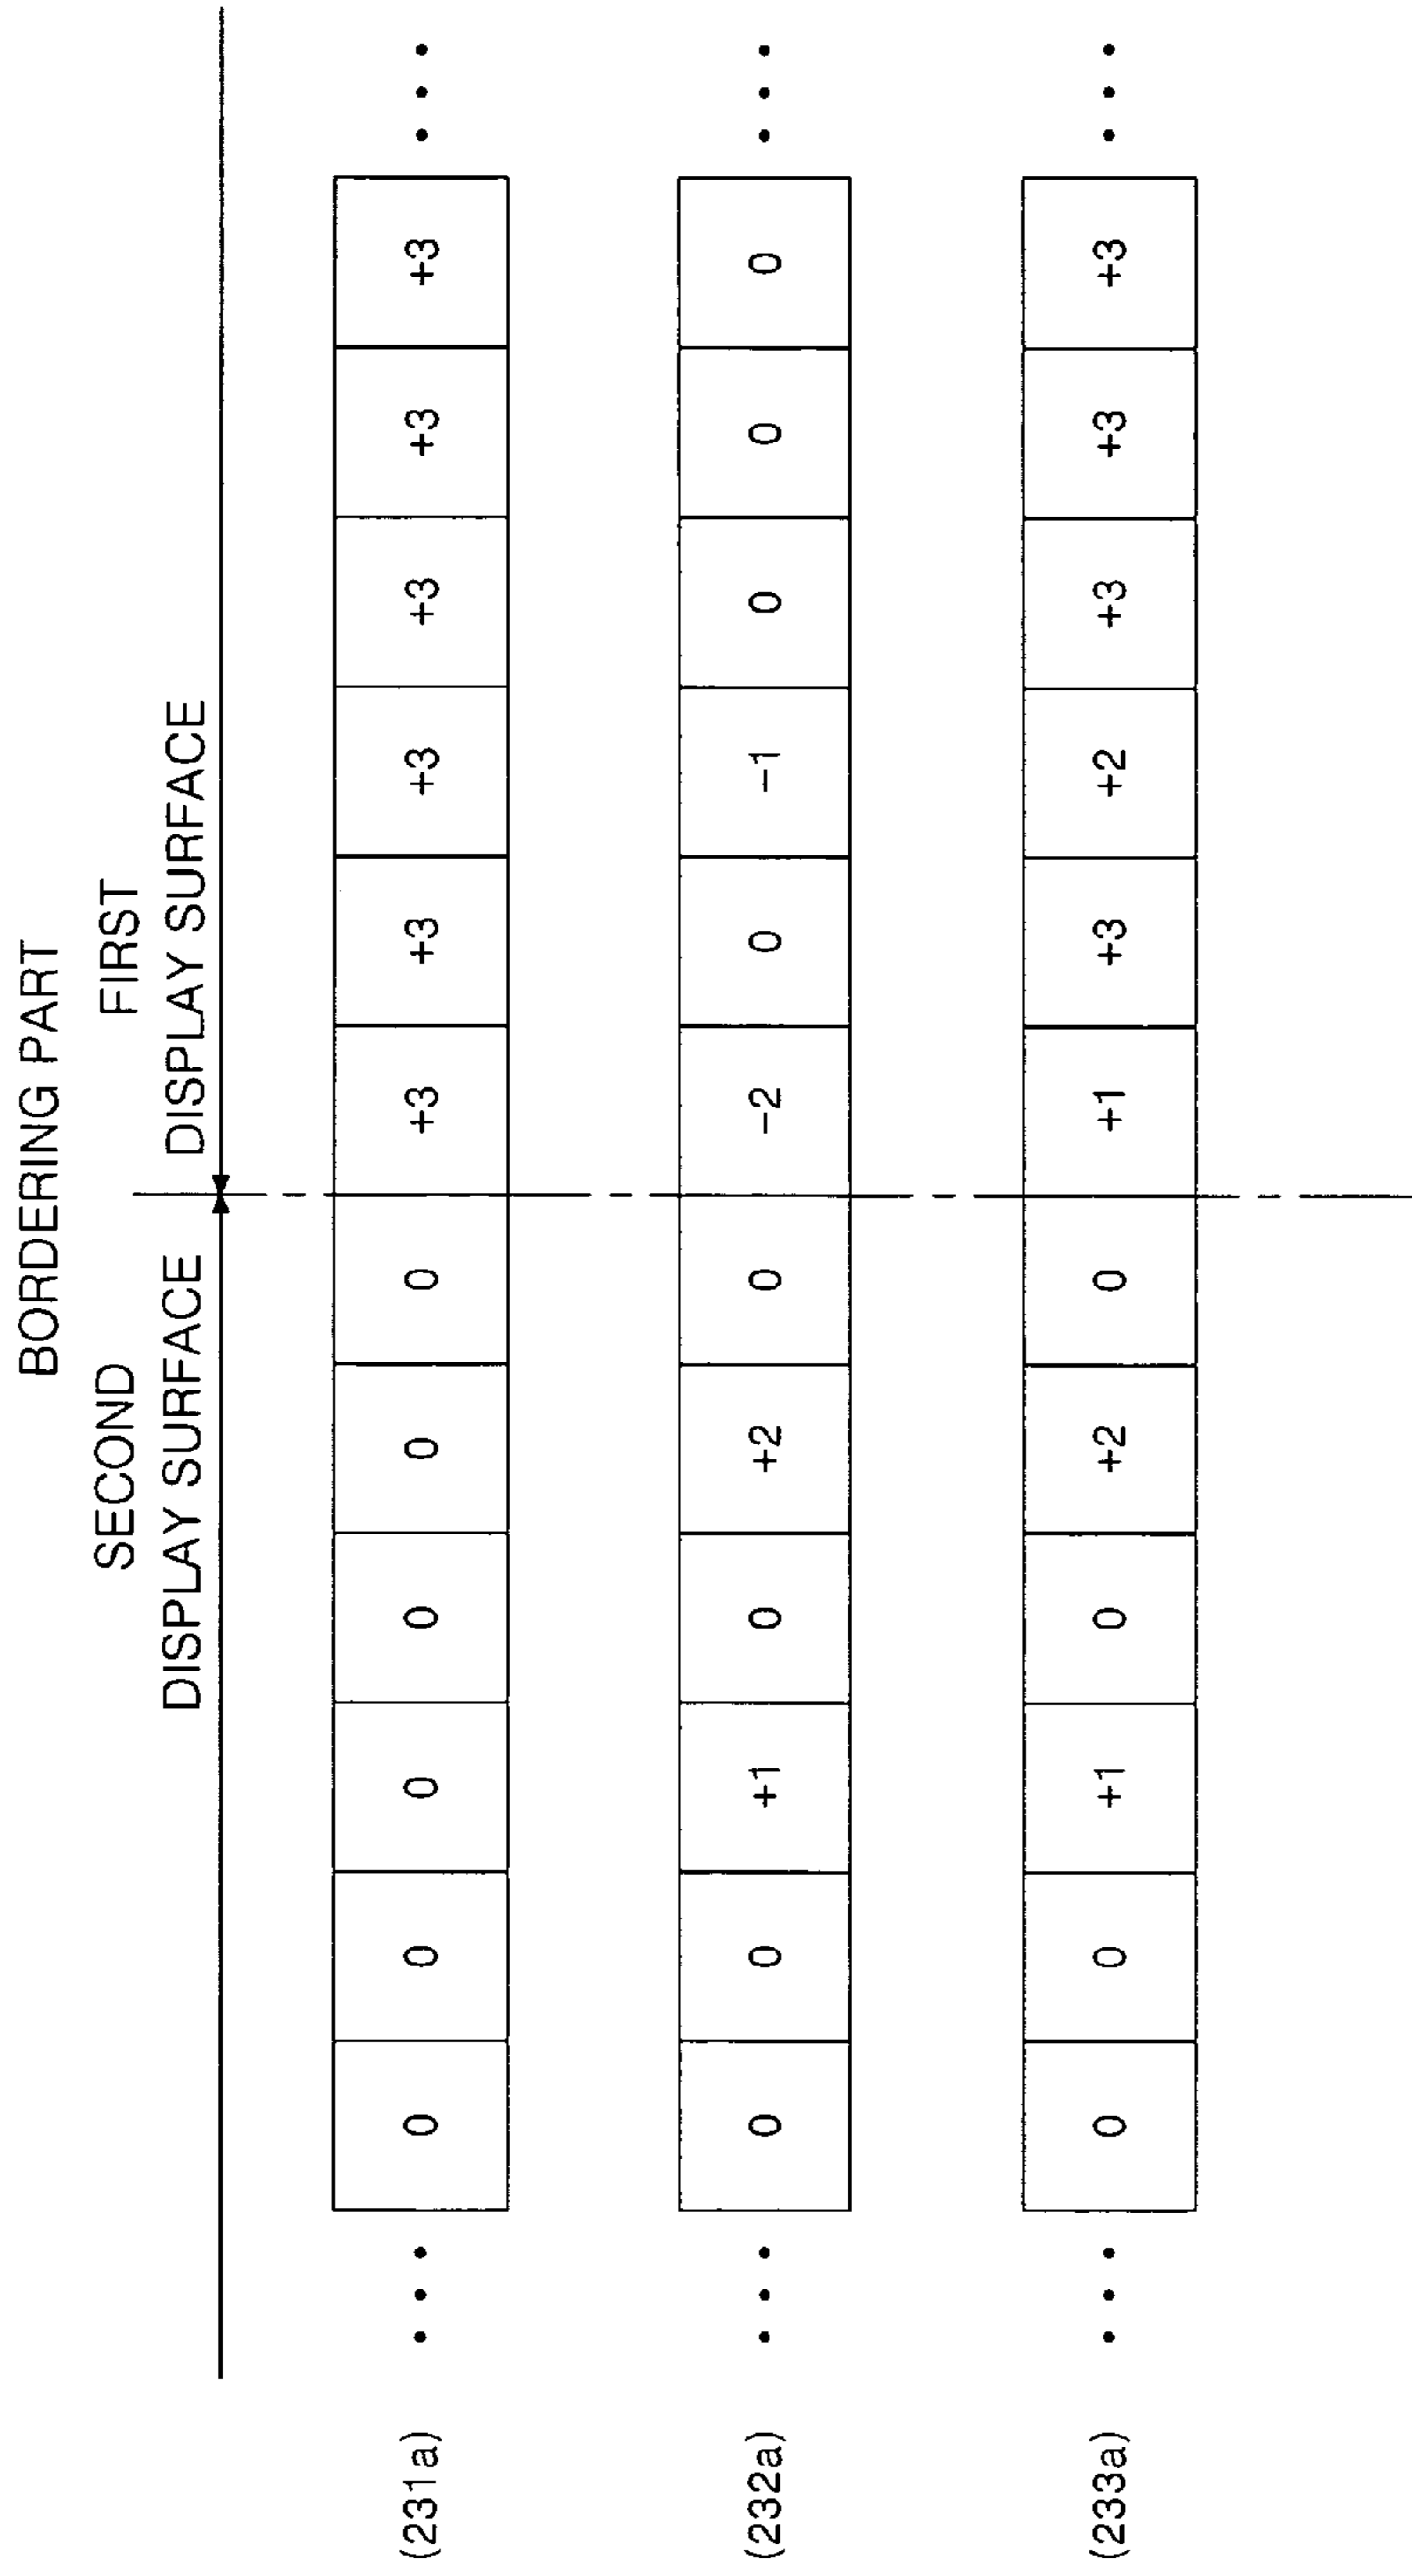 BORDERING PART
SECOND FIRST
DISPLAY SURFACE DISPLAY SURFACE
(231a) ... 0 0 0 0 0 0 +3 +3 +3 +3 +3 +3 ...
(232a) ... 0 0 +1 0 +2 0 −2 0 −1 0 0 0 ...
(233a) ... 0 0 +1 0 +2 0 +1 +3 +2 +3 +3 +3 ...